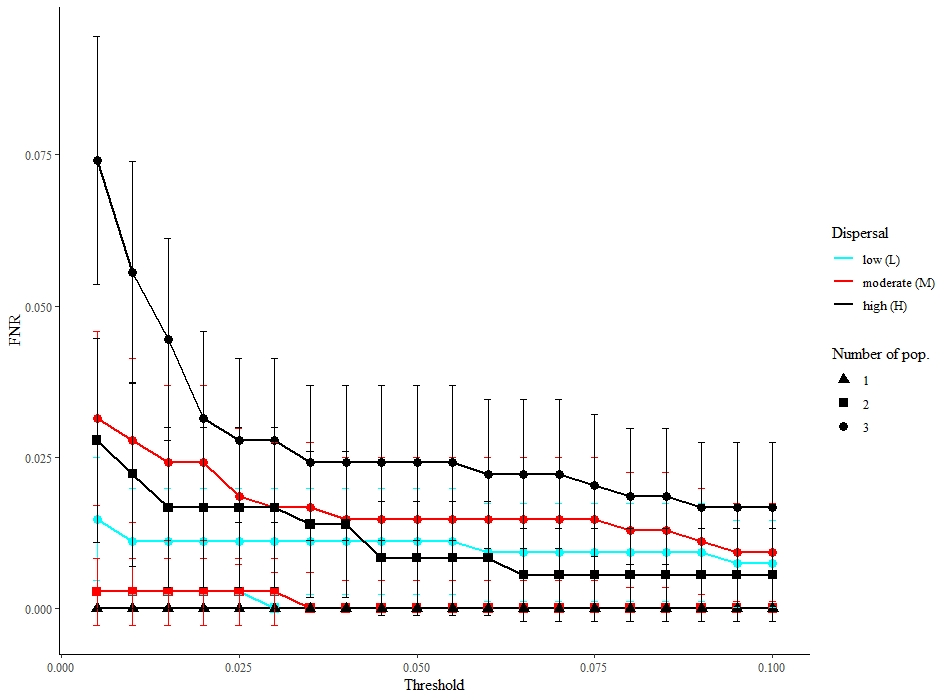 FNR
0.075
0.050
0.025
0.000
0.000 0.025 0.050 0.075 0.100
Threshold
Dispersal
low (L)
moderate (M)
high (H)
Number of pop.
1
2
3